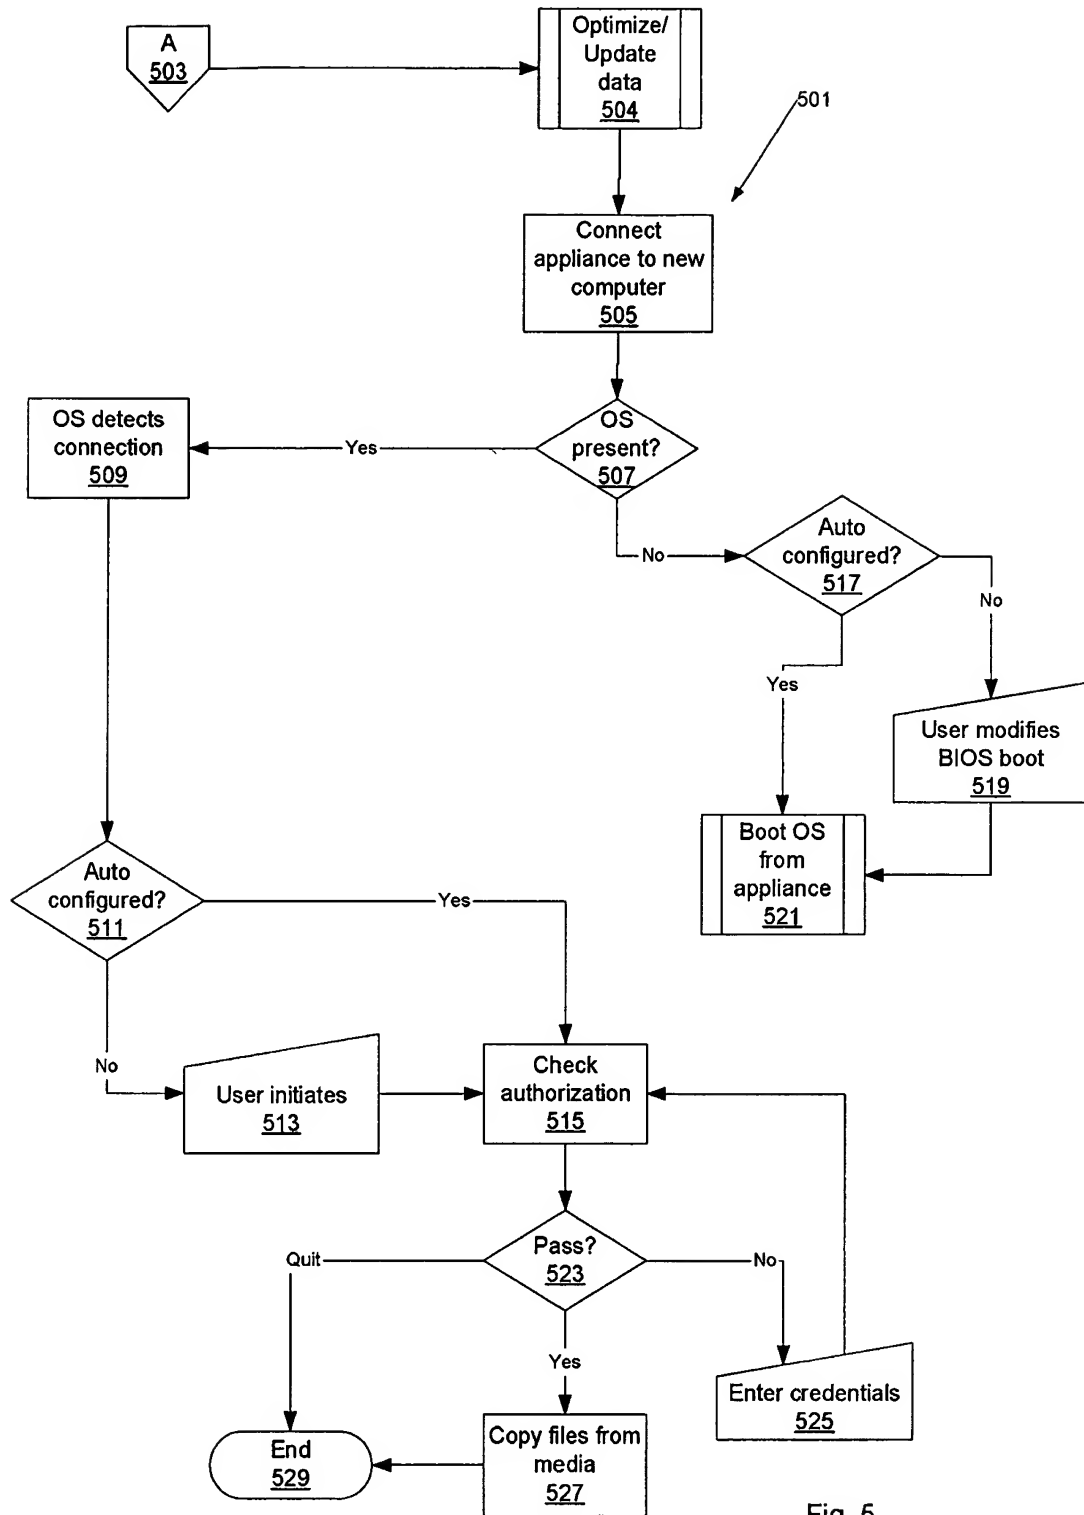 A
503
Optimize/
Update
data
504
501
Connect
appliance to new
computer
505
OS detects
connection
509
Yes
OS
present?
507
No
Auto
configured?
517
No
Yes
User modifies
BIOS boot
519
Boot OS
from
appliance
521
Auto
configured?
511
Yes
No
User initiates
513
Check
authorization
515
Quit
Pass?
523
No
Yes
Enter credentials
525
End
529
Copy files from
media
527
Fig. 5